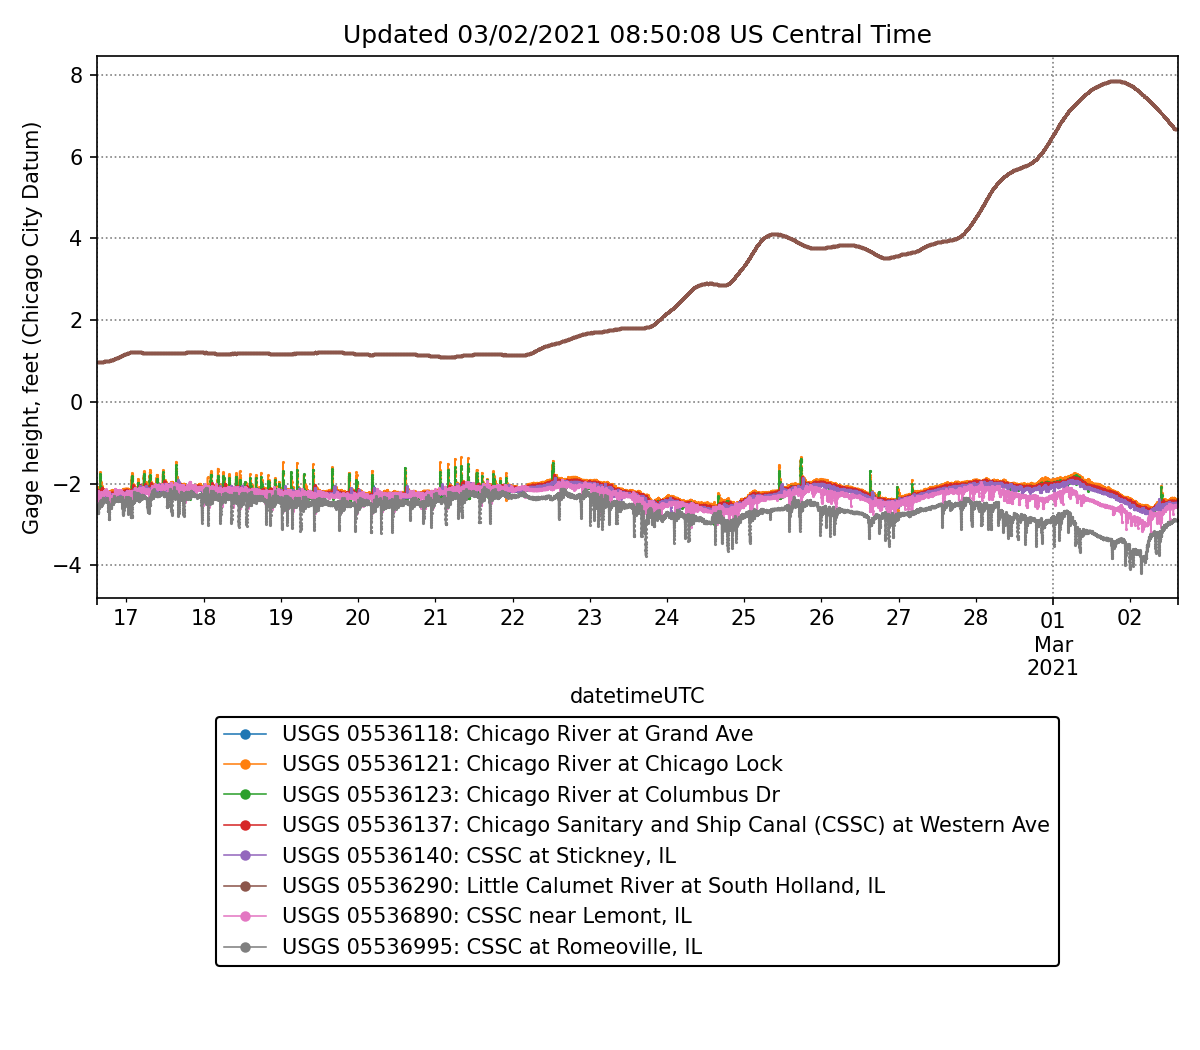 Updated 03/02/2021 08:50:08 US Central Time
Gage height, feet (Chicago City Datum)
8
6
4
2
0
−2
−4
17 18 19 20 21 22 23 24 25 26 27 28 01 02
Mar
2021
datetimeUTC
USGS 05536118: Chicago River at Grand Ave
USGS 05536121: Chicago River at Chicago Lock
USGS 05536123: Chicago River at Columbus Dr
USGS 05536137: Chicago Sanitary and Ship Canal (CSSC) at Western Ave
USGS 05536140: CSSC at Stickney, IL
USGS 05536290: Little Calumet River at South Holland, IL
USGS 05536890: CSSC near Lemont, IL
USGS 05536995: CSSC at Romeoville, IL